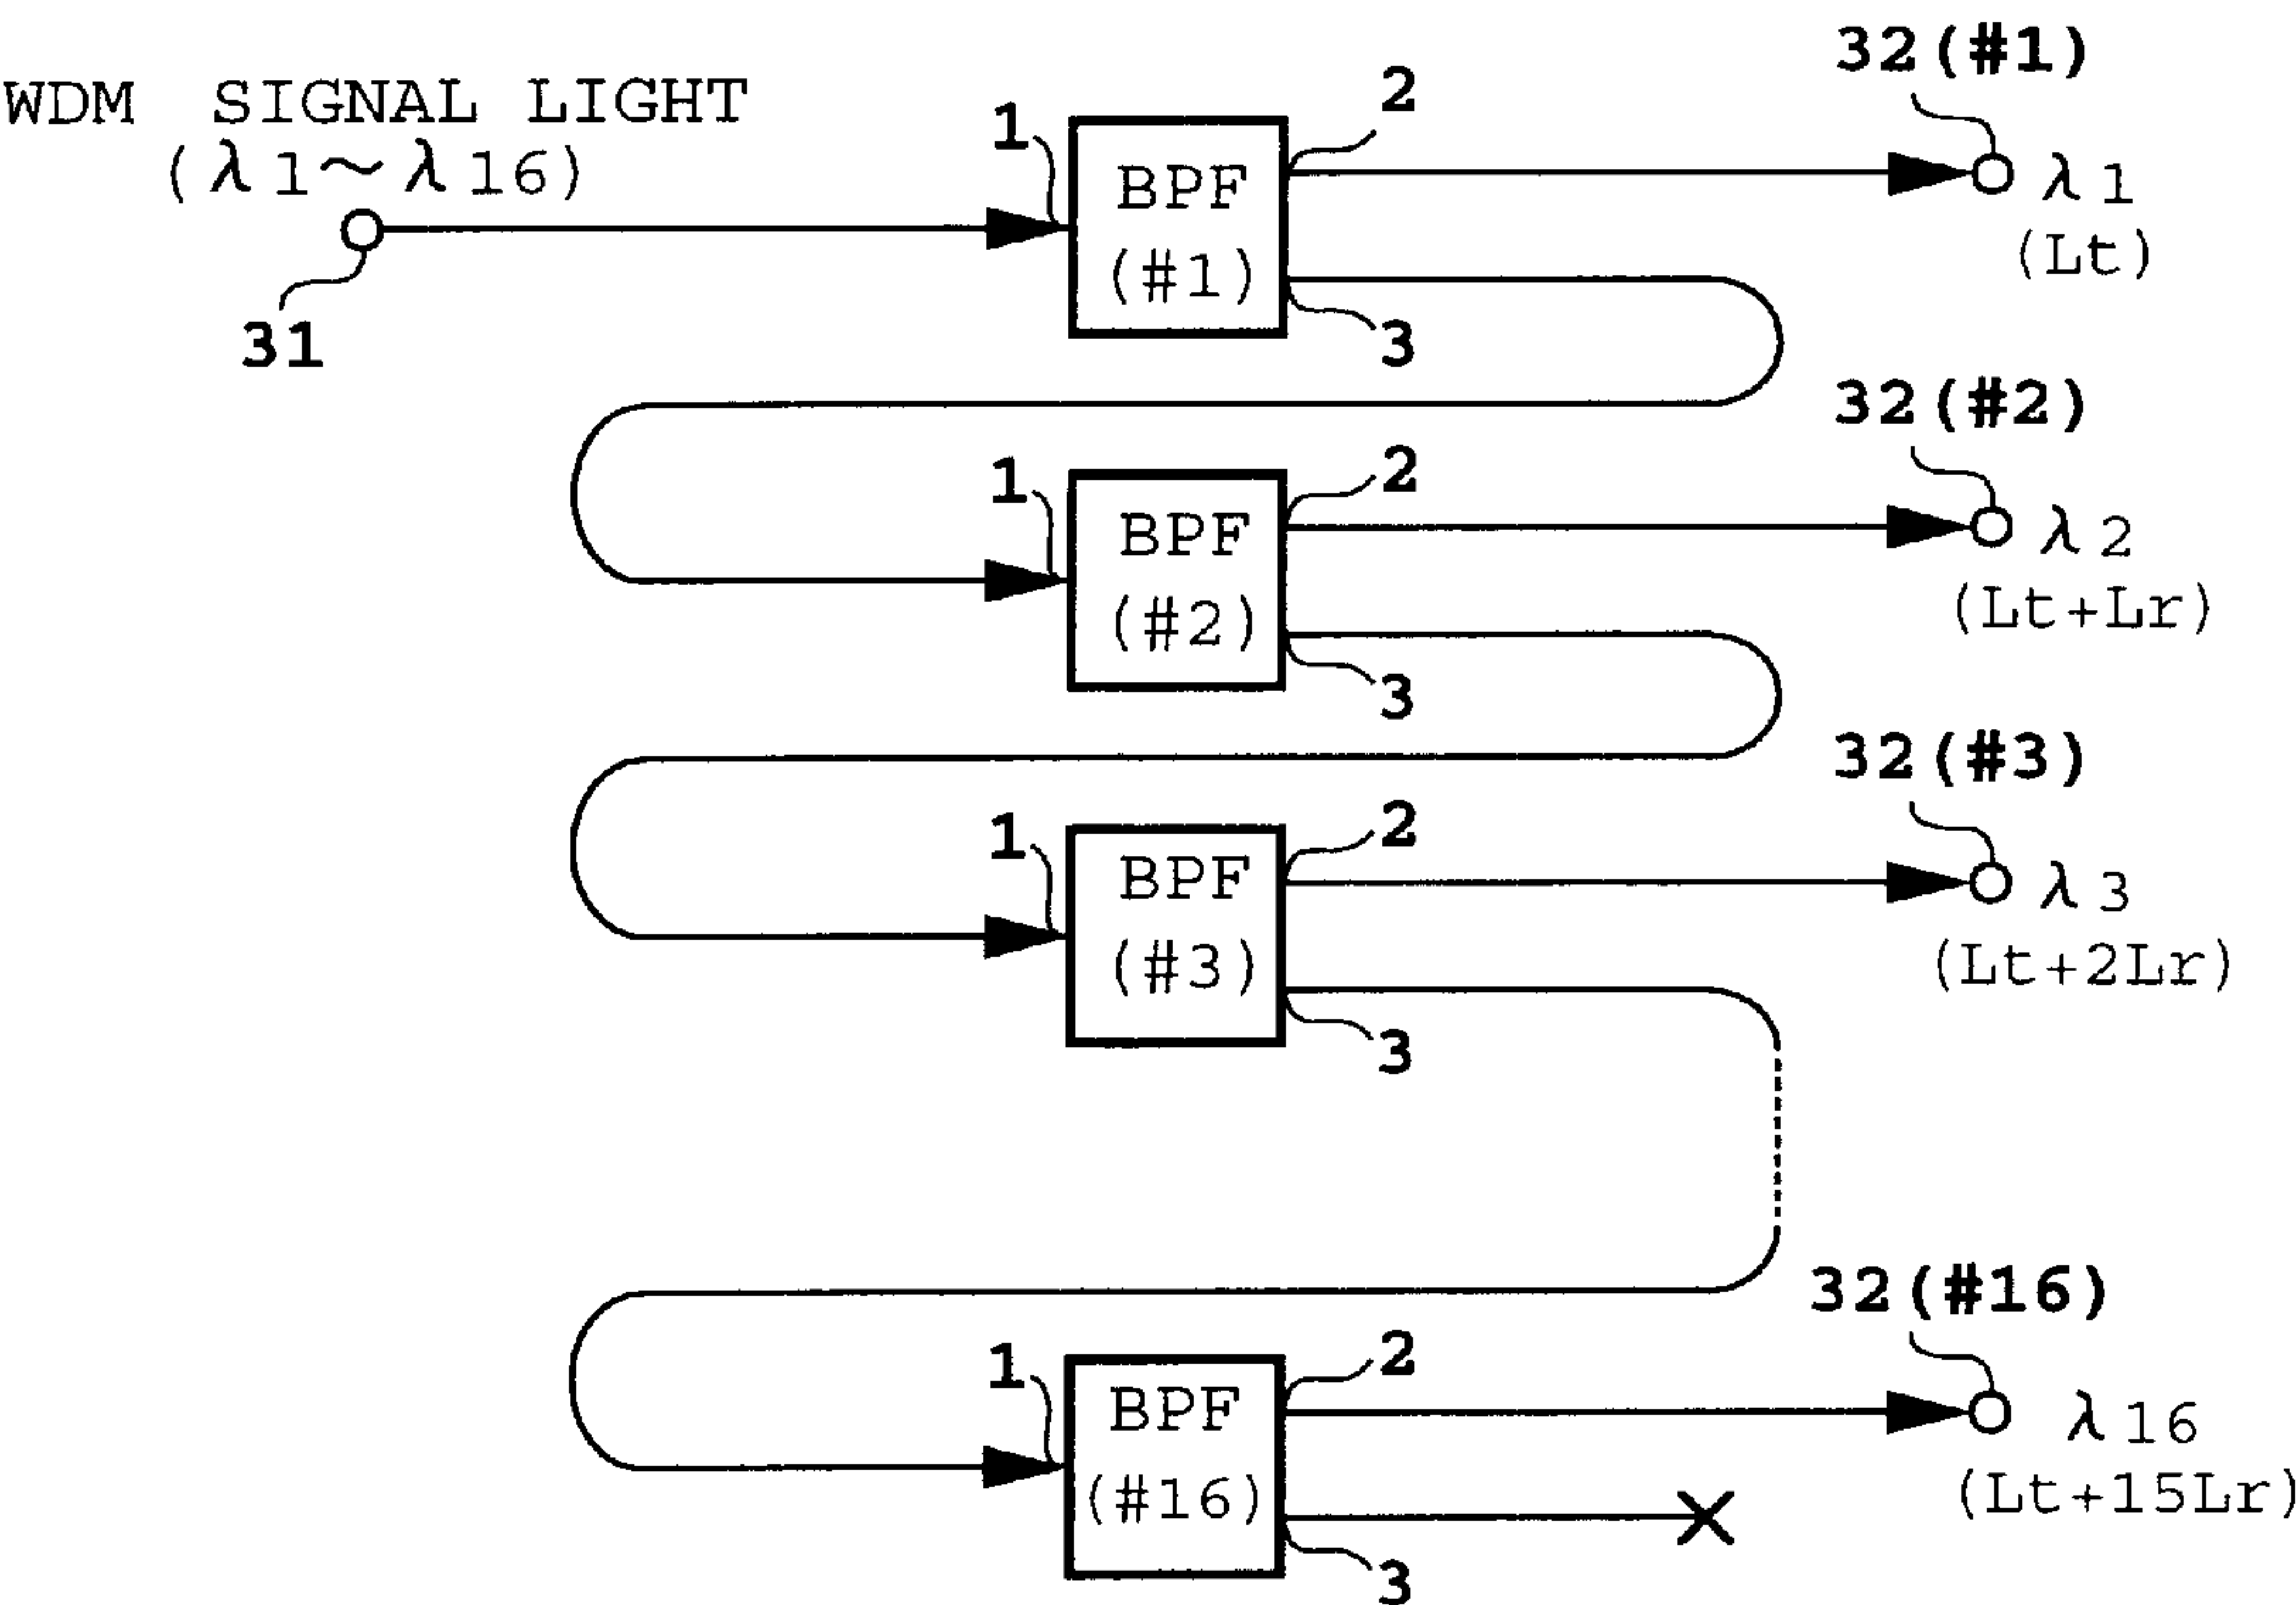 32(#1)
WDM SIGNAL LIGHT
(λ1～λ16)
1
2
BPF
(#1)
λ1
(Lt)
31
3
32(#2)
1
2
BPF
(#2)
λ2
(Lt+Lr)
3
32(#3)
1
2
BPF
(#3)
λ3
(Lt+2Lr)
3
32(#16)
1
2
BPF
(#16)
λ16
(Lt+15Lr)
3